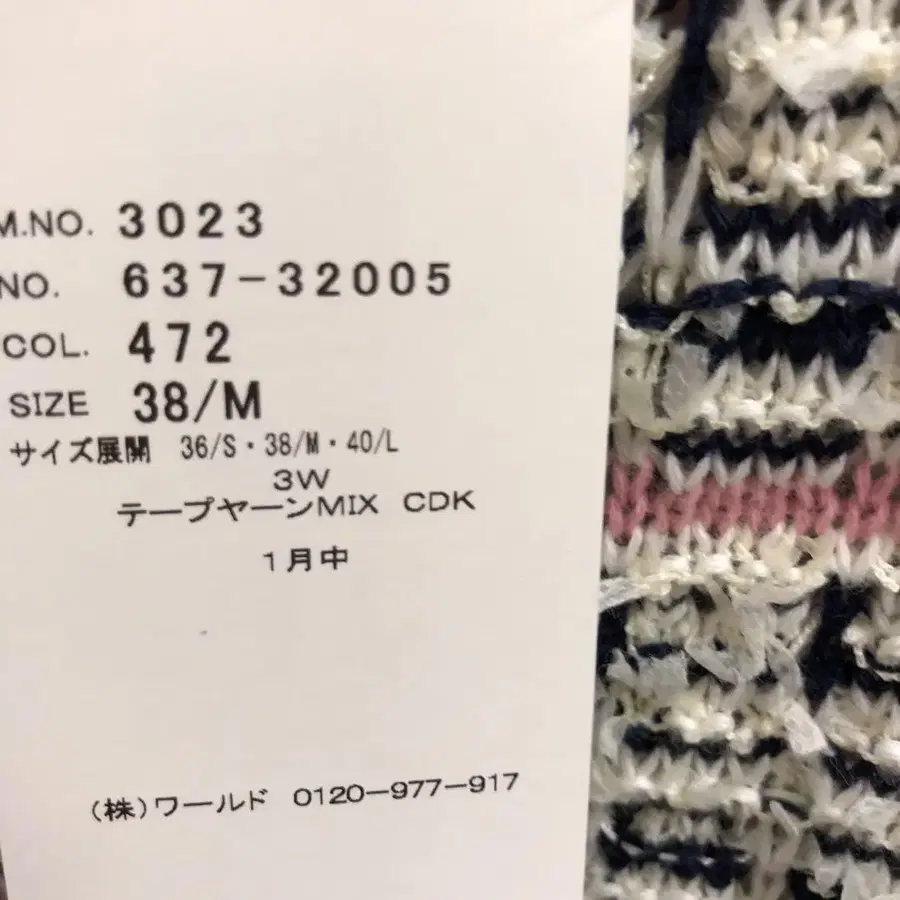 M.NO. 3023
NO. 637-32005
COL. 472
SIZE 38/M
サイズ展開 36/S・38/M・40/L
3W
テープヤーンMIX CDK
1月中
(株)ワールド 0120-977-917